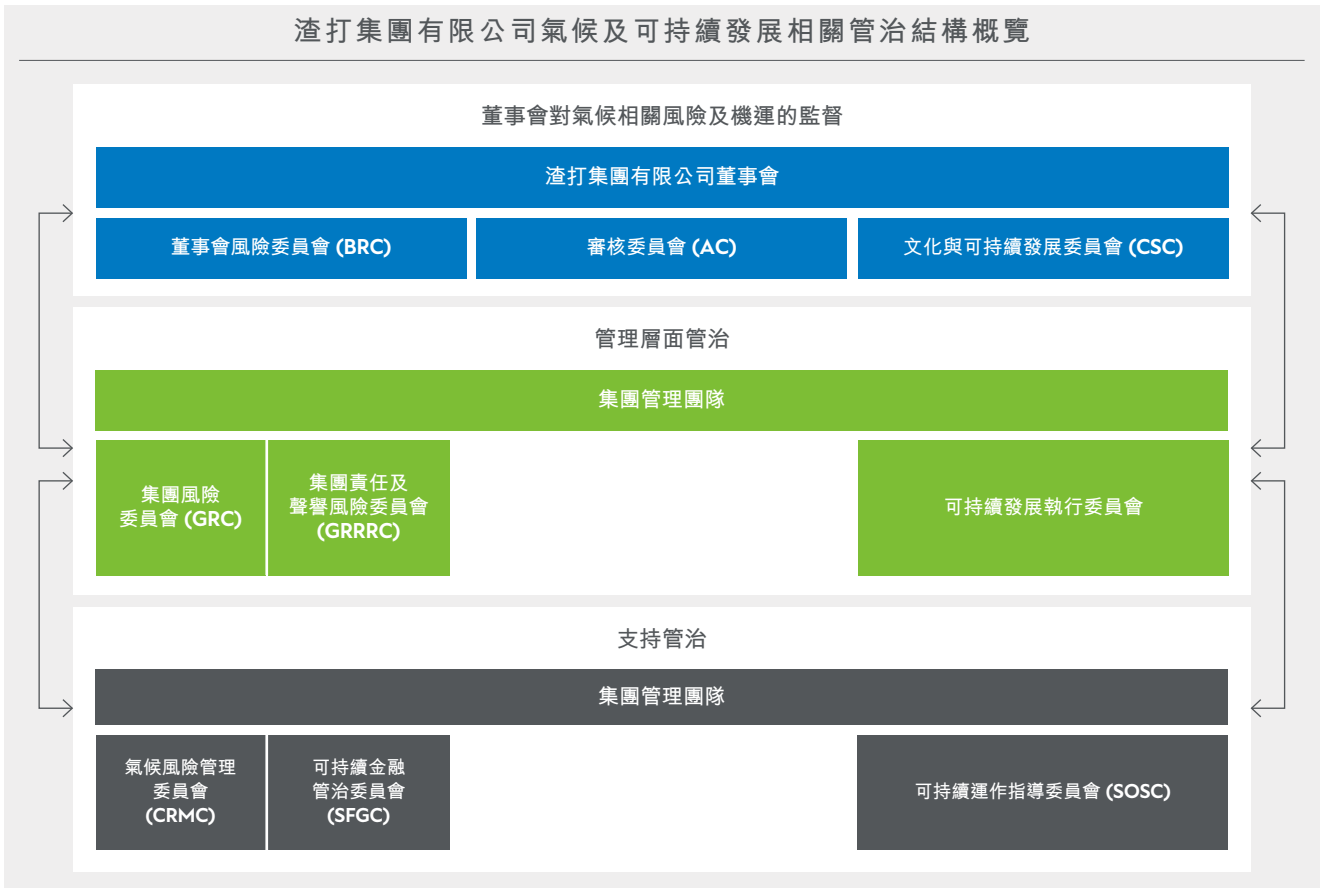 渣打集團有限公司氣候及可持續發展相關管治結構概覽
董事會對氣候相關風險及機運的監督
渣打集團有限公司董事會
董事會風險委員會 (BRC)
審核委員會 (AC)
文化與可持續發展委員會 (CSC)
管理層面管治
集團管理團隊
集團風險
委員會 (GRC)
集團責任及
聲譽風險委員會
(GRRRC)
可持續發展執行委員會
支持管治
集團管理團隊
氣候風險管理
委員會
(CRMC)
可持續金融
管治委員會
(SFGC)
可持續運作指導委員會 (SOSC)